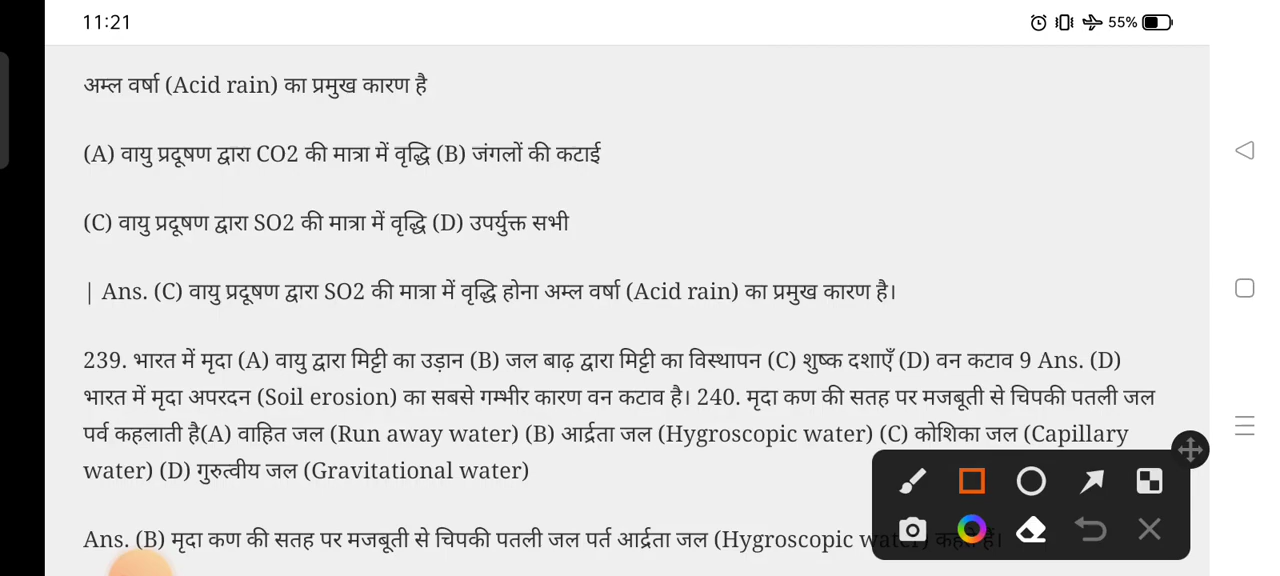 11:21
55%
अम्ल वर्षा (Acid rain) का प्रमुख कारण है
(A) वायु प्रदूषण द्वारा CO2 की मात्रा में वृद्धि (B) जंगलों की कटाई
(C) वायु प्रदूषण द्वारा SO2 की मात्रा में वृद्धि (D) उपर्युक्त सभी
| Ans. (C) वायु प्रदूषण द्वारा SO2 की मात्रा में वृद्धि होना अम्ल वर्षा (Acid rain) का प्रमुख कारण है।
239. भारत में मृदा (A) वायु द्वारा मिट्टी का उड़ान (B) जल बाढ़ द्वारा मिट्टी का विस्थापन (C) शुष्क दशाएँ (D) वन कटाव 9 Ans. (D)
भारत में मृदा अपरदन (Soil erosion) का सबसे गम्भीर कारण वन कटाव है। 240. मृदा कण की सतह पर मजबूती से चिपकी पतली जल
पर्व कहलाती है(A) वाहित जल (Run away water) (B) आर्द्रता जल (Hygroscopic water) (C) कोशिका जल (Capillary
water) (D) गुरुत्वीय जल (Gravitational water)
Ans. (B) मृदा कण की सतह पर मजबूती से चिपकी पतली जल पर्त आर्द्रता जल (Hygroscopic water) कहते हैं।